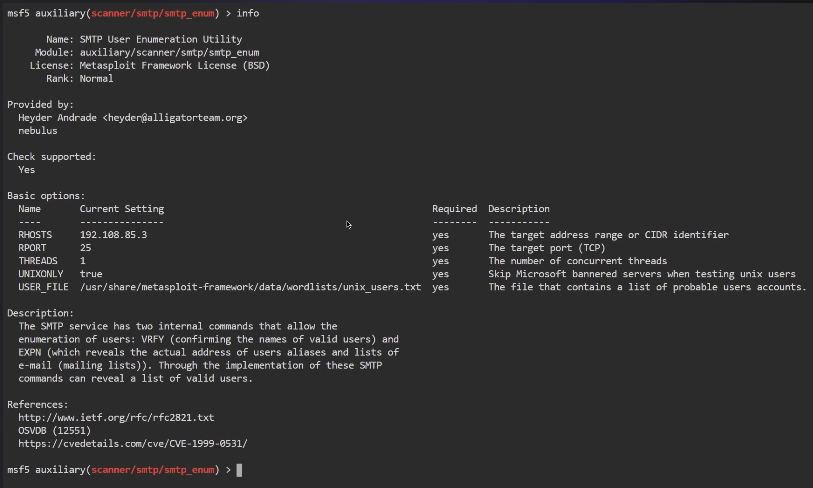 msf5 auxiliary(scanner/smtp/smtp_enum) > info
Name: SMTP User Enumeration Utility
Module: auxiliary/scanner/smtp/smtp_enum
License: Metasploit Framework License (BSD)
Rank: Normal
Provided by:
Heyder Andrade <heyder@alligatorteam.org>
nebulus
Check supported:
Yes
Basic options:
Name Current Setting Required Description
---- --------------- -------- -----------
RHOSTS 192.108.85.3 yes The target address range or CIDR identifier
RPORT 25 yes The target port (TCP)
THREADS 1 yes The number of concurrent threads
UNIXONLY true yes Skip Microsoft bannered servers when testing unix users
USER_FILE /usr/share/metasploit-framework/data/wordlists/unix_users.txt yes The file that contains a list of probable users accounts.
Description:
The SMTP service has two internal commands that allow the
enumeration of users: VRFY (confirming the names of valid users) and
EXPN (which reveals the actual address of users aliases and lists of
e-mail (mailing lists)). Through the implementation of these SMTP
commands can reveal a list of valid users.
References:
http://www.ietf.org/rfc/rfc2821.txt
OSVDB (12551)
https://cvedetails.com/cve/CVE-1999-0531/
msf5 auxiliary(scanner/smtp/smtp_enum) >